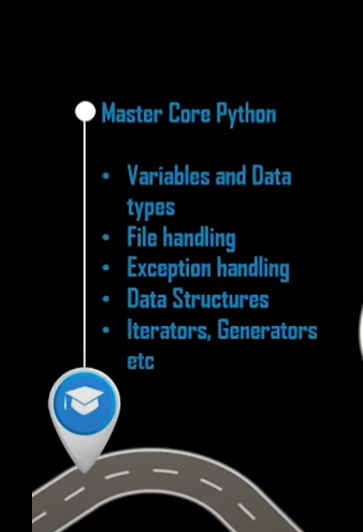 Master Core Python
• Variables and Data
types
• File handling
• Exception handling
• Data Structures
• Iterators, Generators
etc